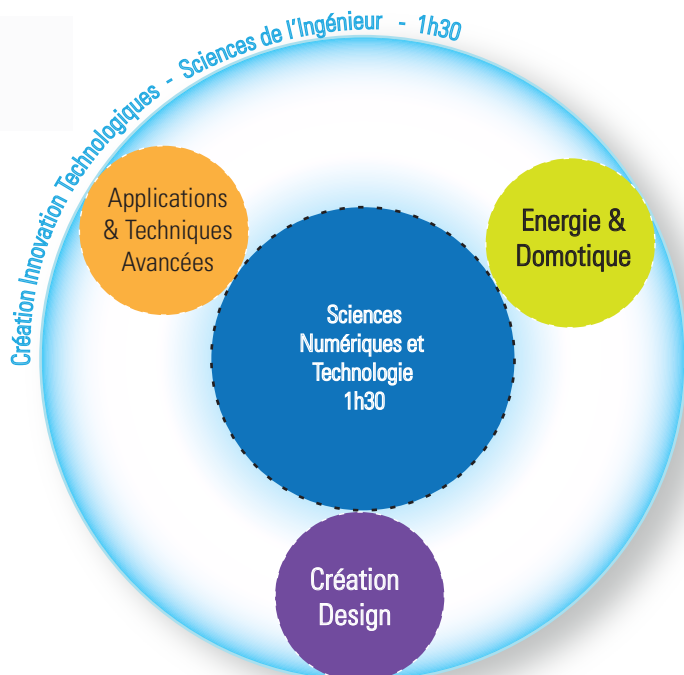 Création Innovation Technologiques - Sciences de l'Ingénieur - 1h30
Applications
& Techniques
Avancées
Energie &
Domotique
Sciences
Numériques et
Technologie
1h30
Création
Design